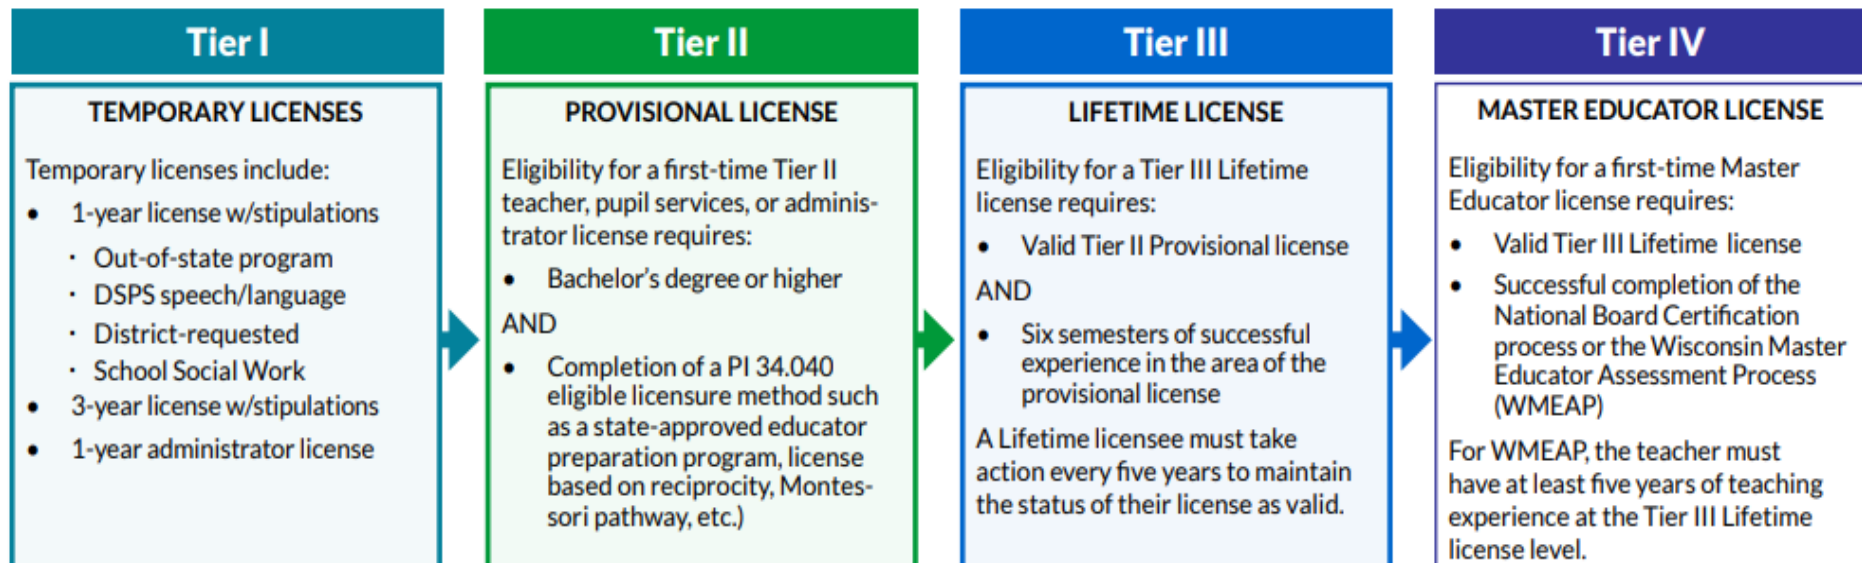 Tier I
TEMPORARY LICENSES
Temporary licenses include:
• 1-year license w/stipulations
· Out-of-state program
· DSPS speech/language
· District-requested
· School Social Work
• 3-year license w/stipulations
• 1-year administrator license
Tier II
PROVISIONAL LICENSE
Eligibility for a first-time Tier II
teacher, pupil services, or adminis-
trator license requires:
• Bachelor's degree or higher
AND
• Completion of a PI 34.040
eligible licensure method such
as a state-approved educator
preparation program, license
based on reciprocity, Montes-
sori pathway, etc.)
Tier III
LIFETIME LICENSE
Eligibility for a Tier III Lifetime
license requires:
• Valid Tier II Provisional license
AND
• Six semesters of successful
experience in the area of the
provisional license
A Lifetime licensee must take
action every five years to maintain
the status of their license as valid.
Tier IV
MASTER EDUCATOR LICENSE
Eligibility for a first-time Master
Educator license requires:
• Valid Tier III Lifetime license
• Successful completion of the
National Board Certification
process or the Wisconsin Master
Educator Assessment Process
(WMEAP)
For WMEAP, the teacher must
have at least five years of teaching
experience at the Tier III Lifetime
license level.